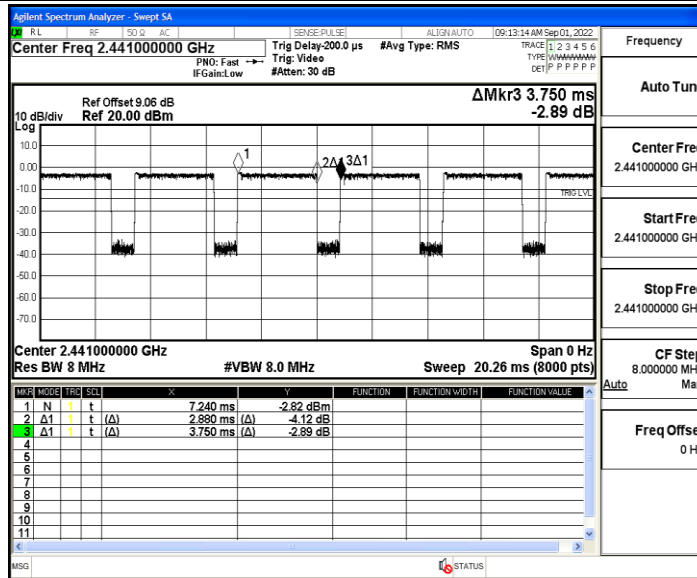 Agilent Spectrum Analyzer - Swept SA
RL RF 50 Ω AC SENSE:PULSE ALIGN AUTO 09:13:14 AM Sep 01, 2022
Center Freq 2.441000000 GHz
PNO: Fast
IFGain:Low
Trig Delay-200.0 µs
Trig: Video
#Atten: 30 dB
#Avg Type: RMS
TRACE 1 2 3 4 5 6
TYPE WWWWWW
DET P P P P P P
Frequency
Auto Tun
Ref Offset 9.06 dB
10 dB/div Ref 20.00 dBm
ΔMkr3 3.750 ms
-2.89 dB
Log
10.0
0.00
-10.0
-20.0
-30.0
-40.0
-50.0
-60.0
-70.0
1
2Δ1
3Δ1
TRIG LVL
Center Fre
2.441000000 GH
Start Fre
2.441000000 GH
Stop Fre
2.441000000 GH
CF Step
8.000000 MH
Auto Ma
Freq Offse
0 H
Center 2.441000000 GHz Span 0 Hz
Res BW 8 MHz #VBW 8.0 MHz Sweep 20.26 ms (8000 pts)
MKR MODE TRC SCL X Y FUNCTION FUNCTION WIDTH FUNCTION VALUE
1 N 1 t 7.240 ms -2.82 dBm
2 Δ1 1 t (Δ) 2.880 ms (Δ) -4.12 dB
3 Δ1 1 t (Δ) 3.750 ms (Δ) -2.89 dB
4
5
6
7
8
9
10
11
MSG STATUS